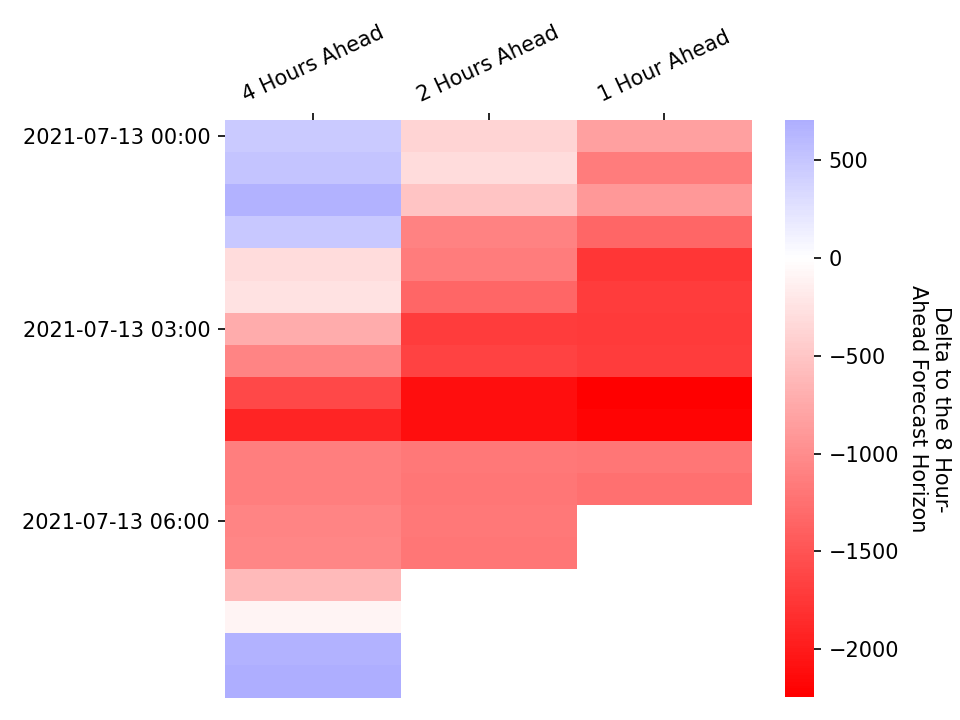 4 Hours Ahead
2 Hours Ahead
1 Hour Ahead
2021-07-13 00:00
2021-07-13 03:00
2021-07-13 06:00
500
0
−500
−1000
−1500
−2000
Delta to the 8 Hour-
Ahead Forecast Horizon